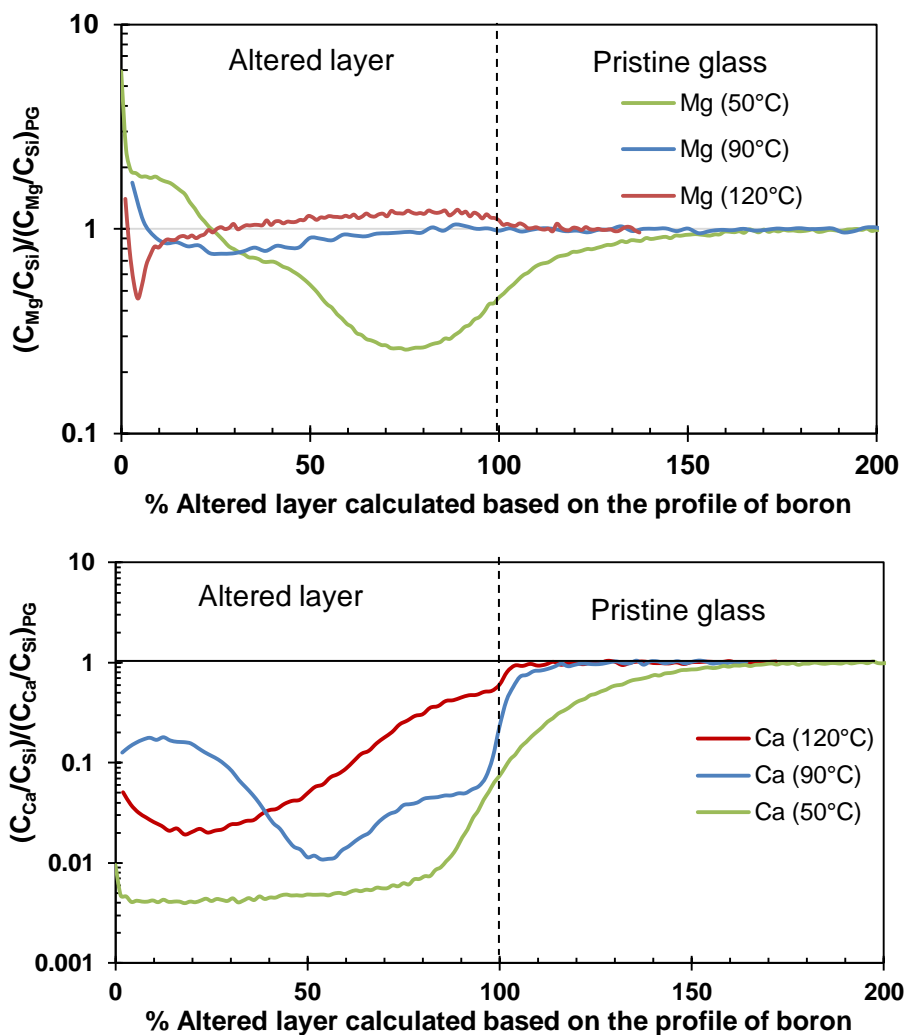 10
Altered layer
Pristine glass
Mg (50°C)
Mg (90°C)
Mg (120°C)
1
0.1
(CMg/CSi)/(CMg/CSi)PG
0
50
100
150
200
% Altered layer calculated based on the profile of boron
10
Altered layer
Pristine glass
1
0.1
Ca (120°C)
Ca (90°C)
Ca (50°C)
0.01
0.001
(CCa/CSi)/(CCa/CSi)PG
0
50
100
150
200
% Altered layer calculated based on the profile of boron